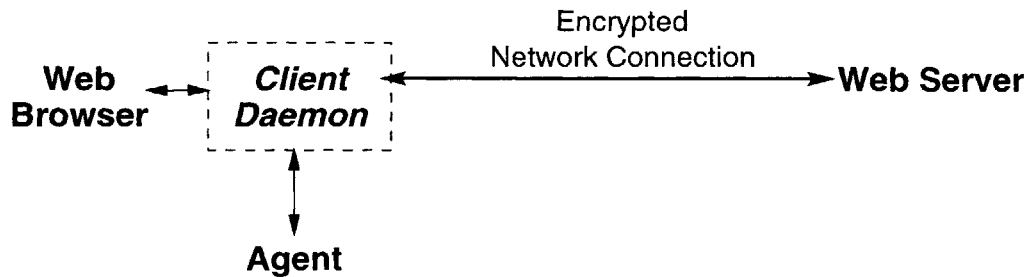 Encrypted
Network Connection
Web
Browser
Client
Daemon
Web Server
Agent